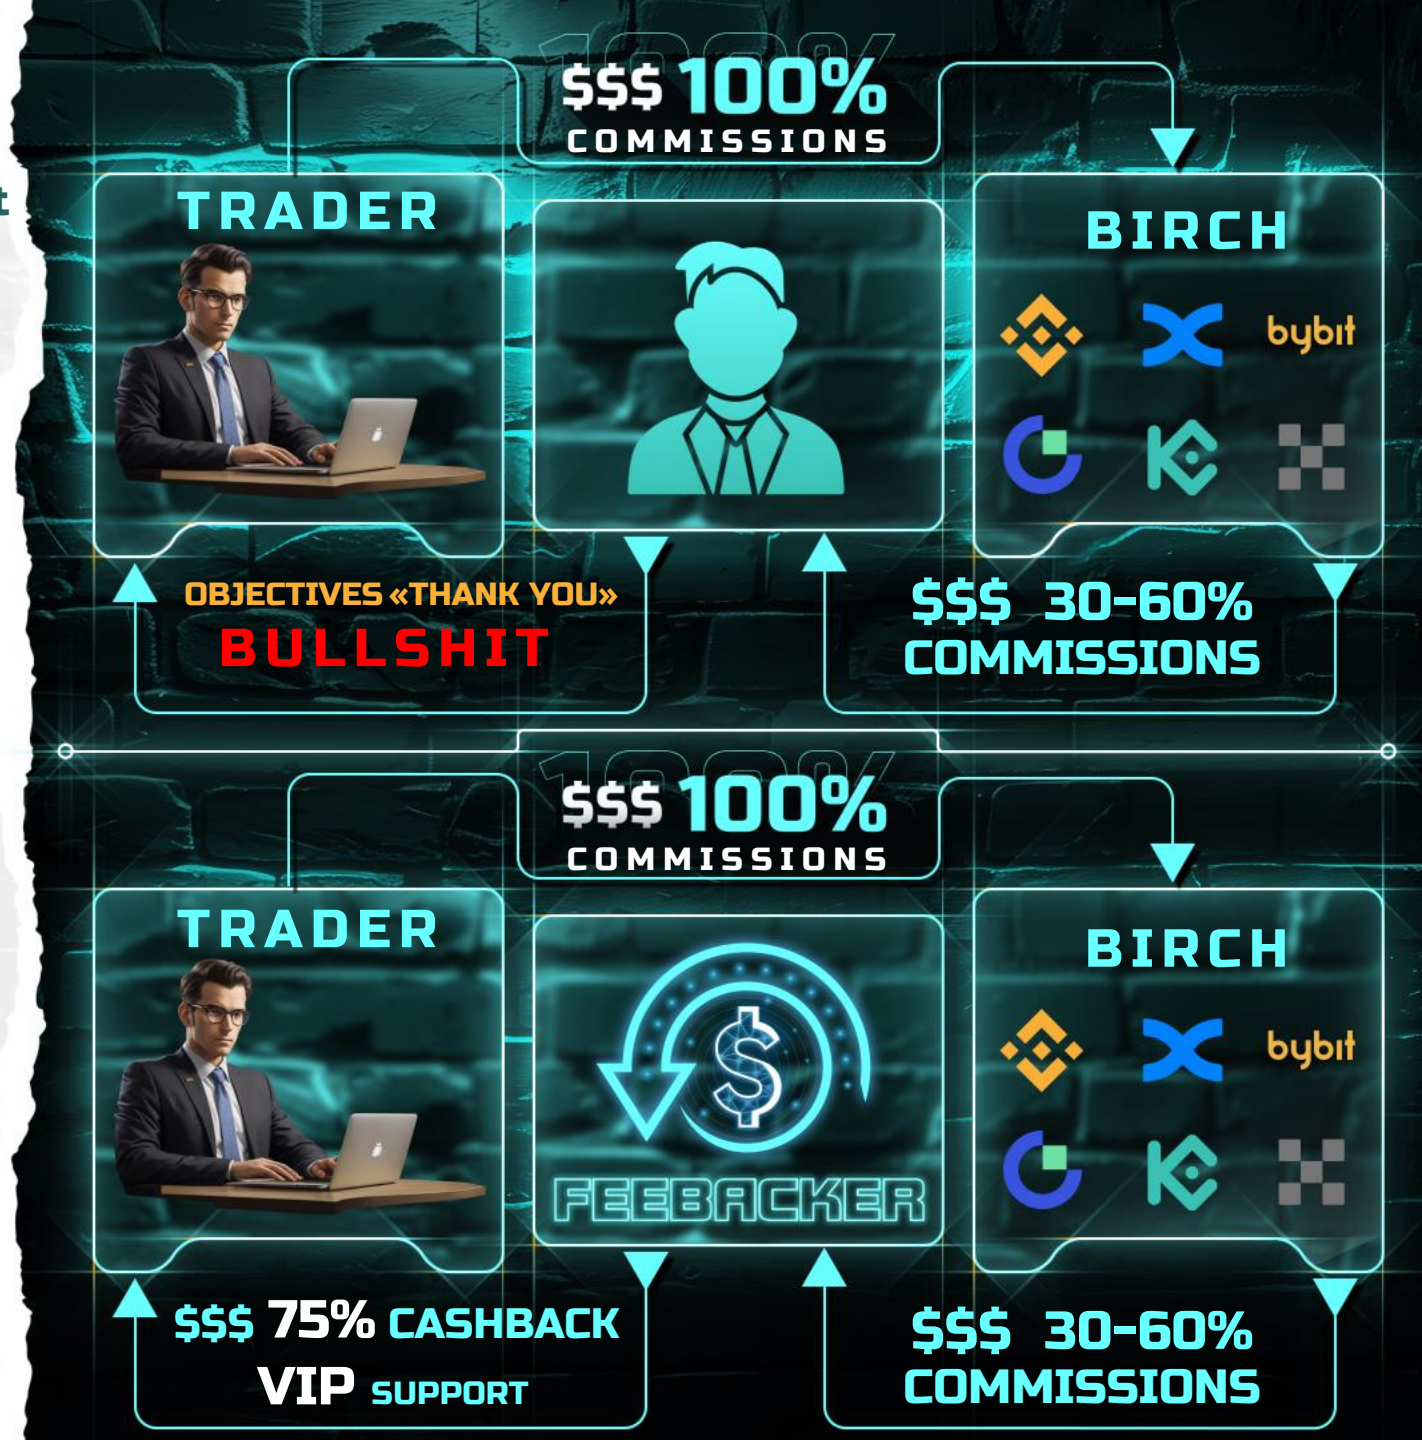 $$$ 100%
COMMISSIONS
t
TRADER
BIRCH
bybit
OBJECTIVES «THANK YOU»
BULLSHIT
$$$ 30-60%
COMMISSIONS
$$$ 100%
COMMISSIONS
TRADER
BIRCH
bybit
FEEBACKER
$$$ 75% CASHBACK
VIP SUPPORT
$$$ 30-60%
COMMISSIONS